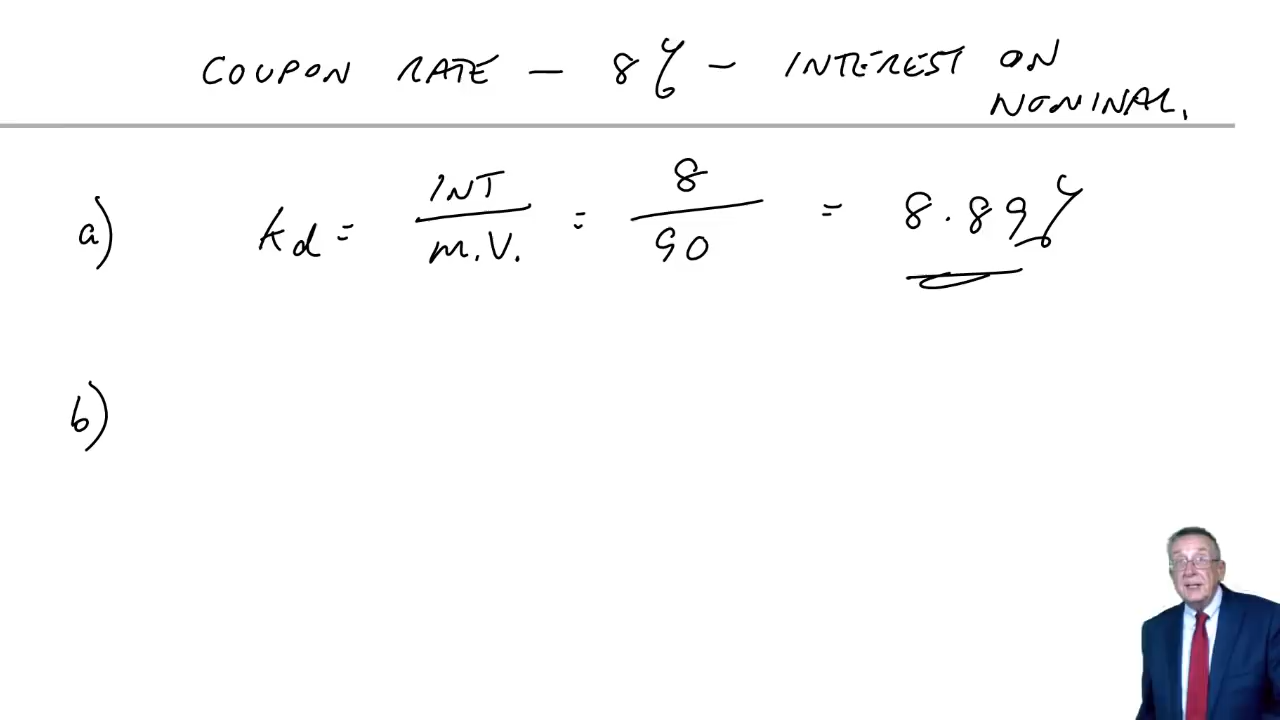 COUPON RATE - 8% - INTEREST ON
NOMINAL.
a) kd = INT / M.V. = 8 / 90 = 8.89%
b)